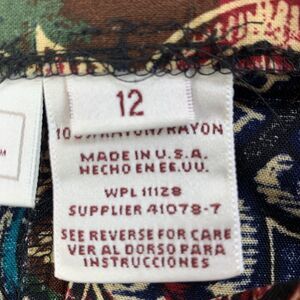 12
100% RAYON/RAYON
MADE IN U.S.A.
HECHO EN EE.UU.
WPL 11128
SUPPLIER 41078-7
SEE REVERSE FOR CARE
VER AL DORSO PARA
INSTRUCCIONES
TM